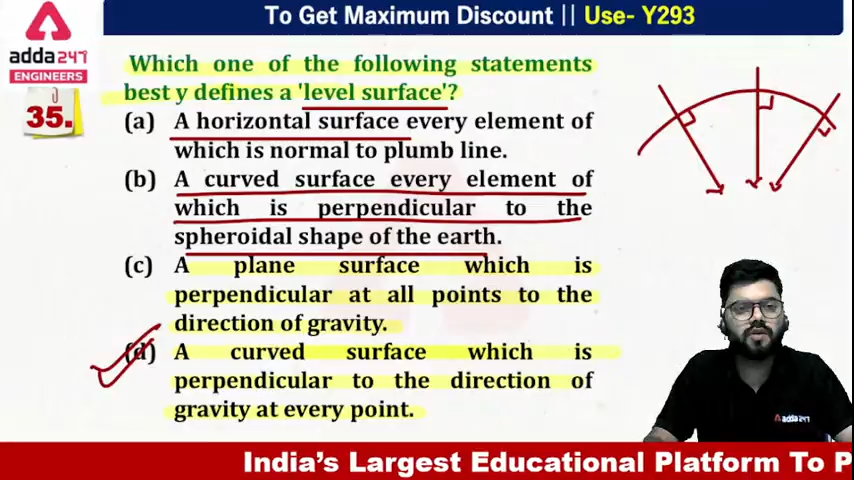 To Get Maximum Discount || Use- Y293
adda247
ENGINEERS
Which one of the following statements
best y defines a 'level surface'?
35.
(a) A horizontal surface every element of
which is normal to plumb line.
(b) A curved surface every element of
which is perpendicular to the
spheroidal shape of the earth.
(c) A plane surface which is
perpendicular at all points to the
direction of gravity.
(d) A curved surface which is
perpendicular to the direction of
gravity at every point.
adda247
India's Largest Educational Platform To P